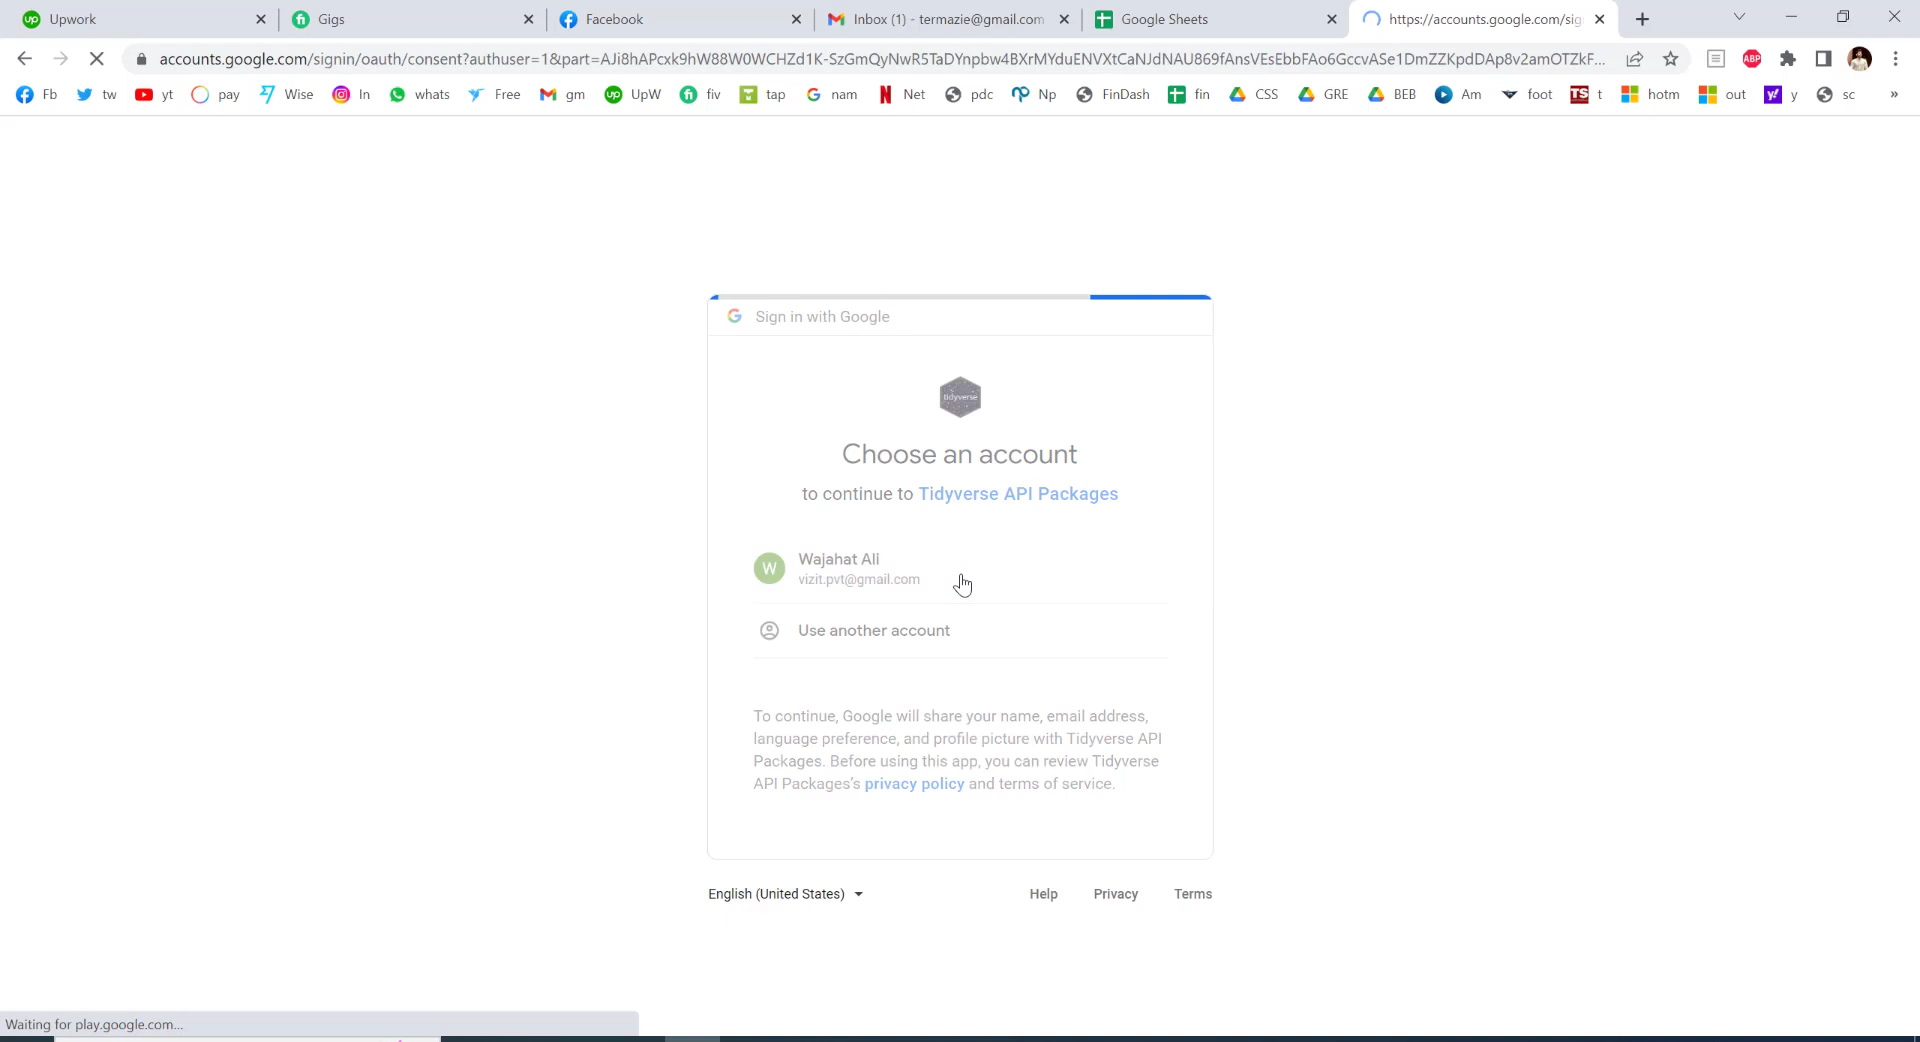 Upwork
Gigs
Facebook
Inbox (1) - termazie@gmail.com
Google Sheets
https://accounts.google.com/sig
accounts.google.com/signin/oauth/consent?authuser=1&part=AJi8hAPcxk9hW88W0WCHZd1K-SzGmQyNwR5TaDYnpbw4BXrMYduENVXtCaNJdNAU869fAnsVEsEbbFAo6GccvASe1DmZZKpdDAp8v2amOTZkF...
ABP
Fb tw yt pay Wise In whats Free gm UpW fiv tap nam Net pdc Np FinDash fin CSS GRE BEB Am foot TS t hotm out y sc »
Sign in with Google
tidyverse
Choose an account
to continue to Tidyverse API Packages
W
Wajahat Ali
vizit.pvt@gmail.com
Use another account
To continue, Google will share your name, email address,
language preference, and profile picture with Tidyverse API
Packages. Before using this app, you can review Tidyverse
API Packages's privacy policy and terms of service.
English (United States) Help Privacy Terms
Waiting for play.google.com...